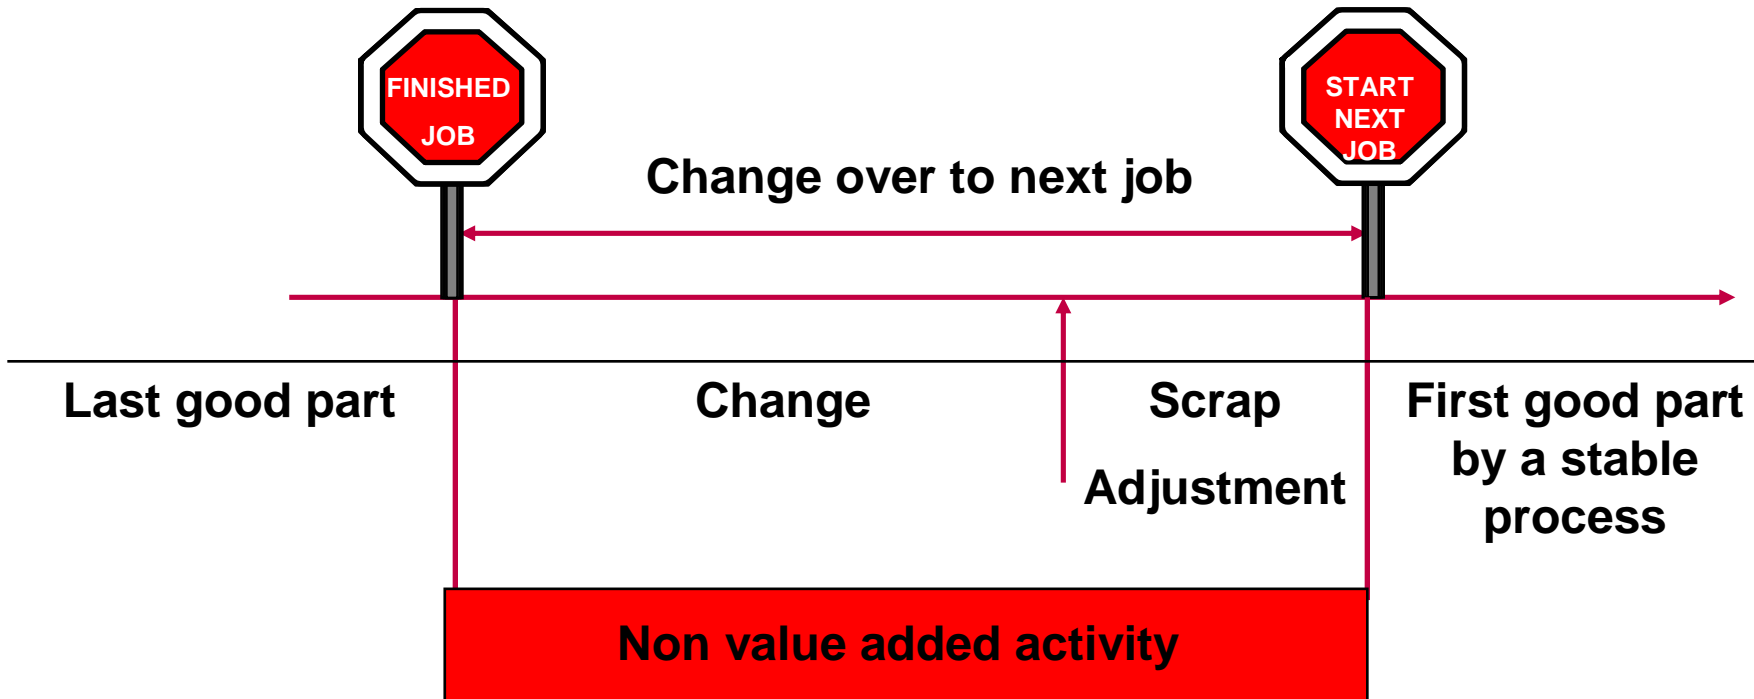 FINISHED
JOB
START
NEXT
JOB
Change over to next job
Last good part
Change
Scrap
Adjustment
First good part
by a stable
process
Non value added activity